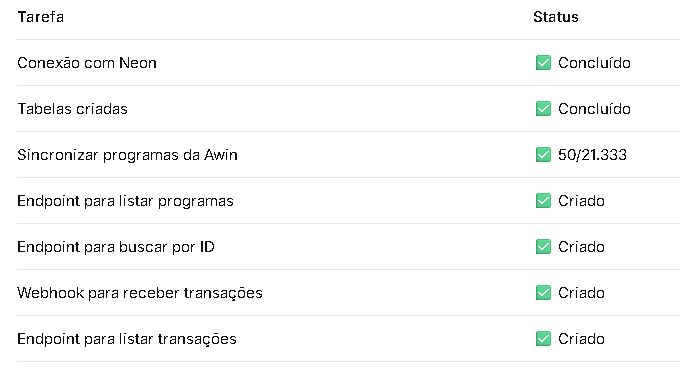 Tarefa Status
Conexão com Neon ✅ Concluído
Tabelas criadas ✅ Concluído
Sincronizar programas da Awin ✅ 50/21.333
Endpoint para listar programas ✅ Criado
Endpoint para buscar por ID ✅ Criado
Webhook para receber transações ✅ Criado
Endpoint para listar transações ✅ Criado